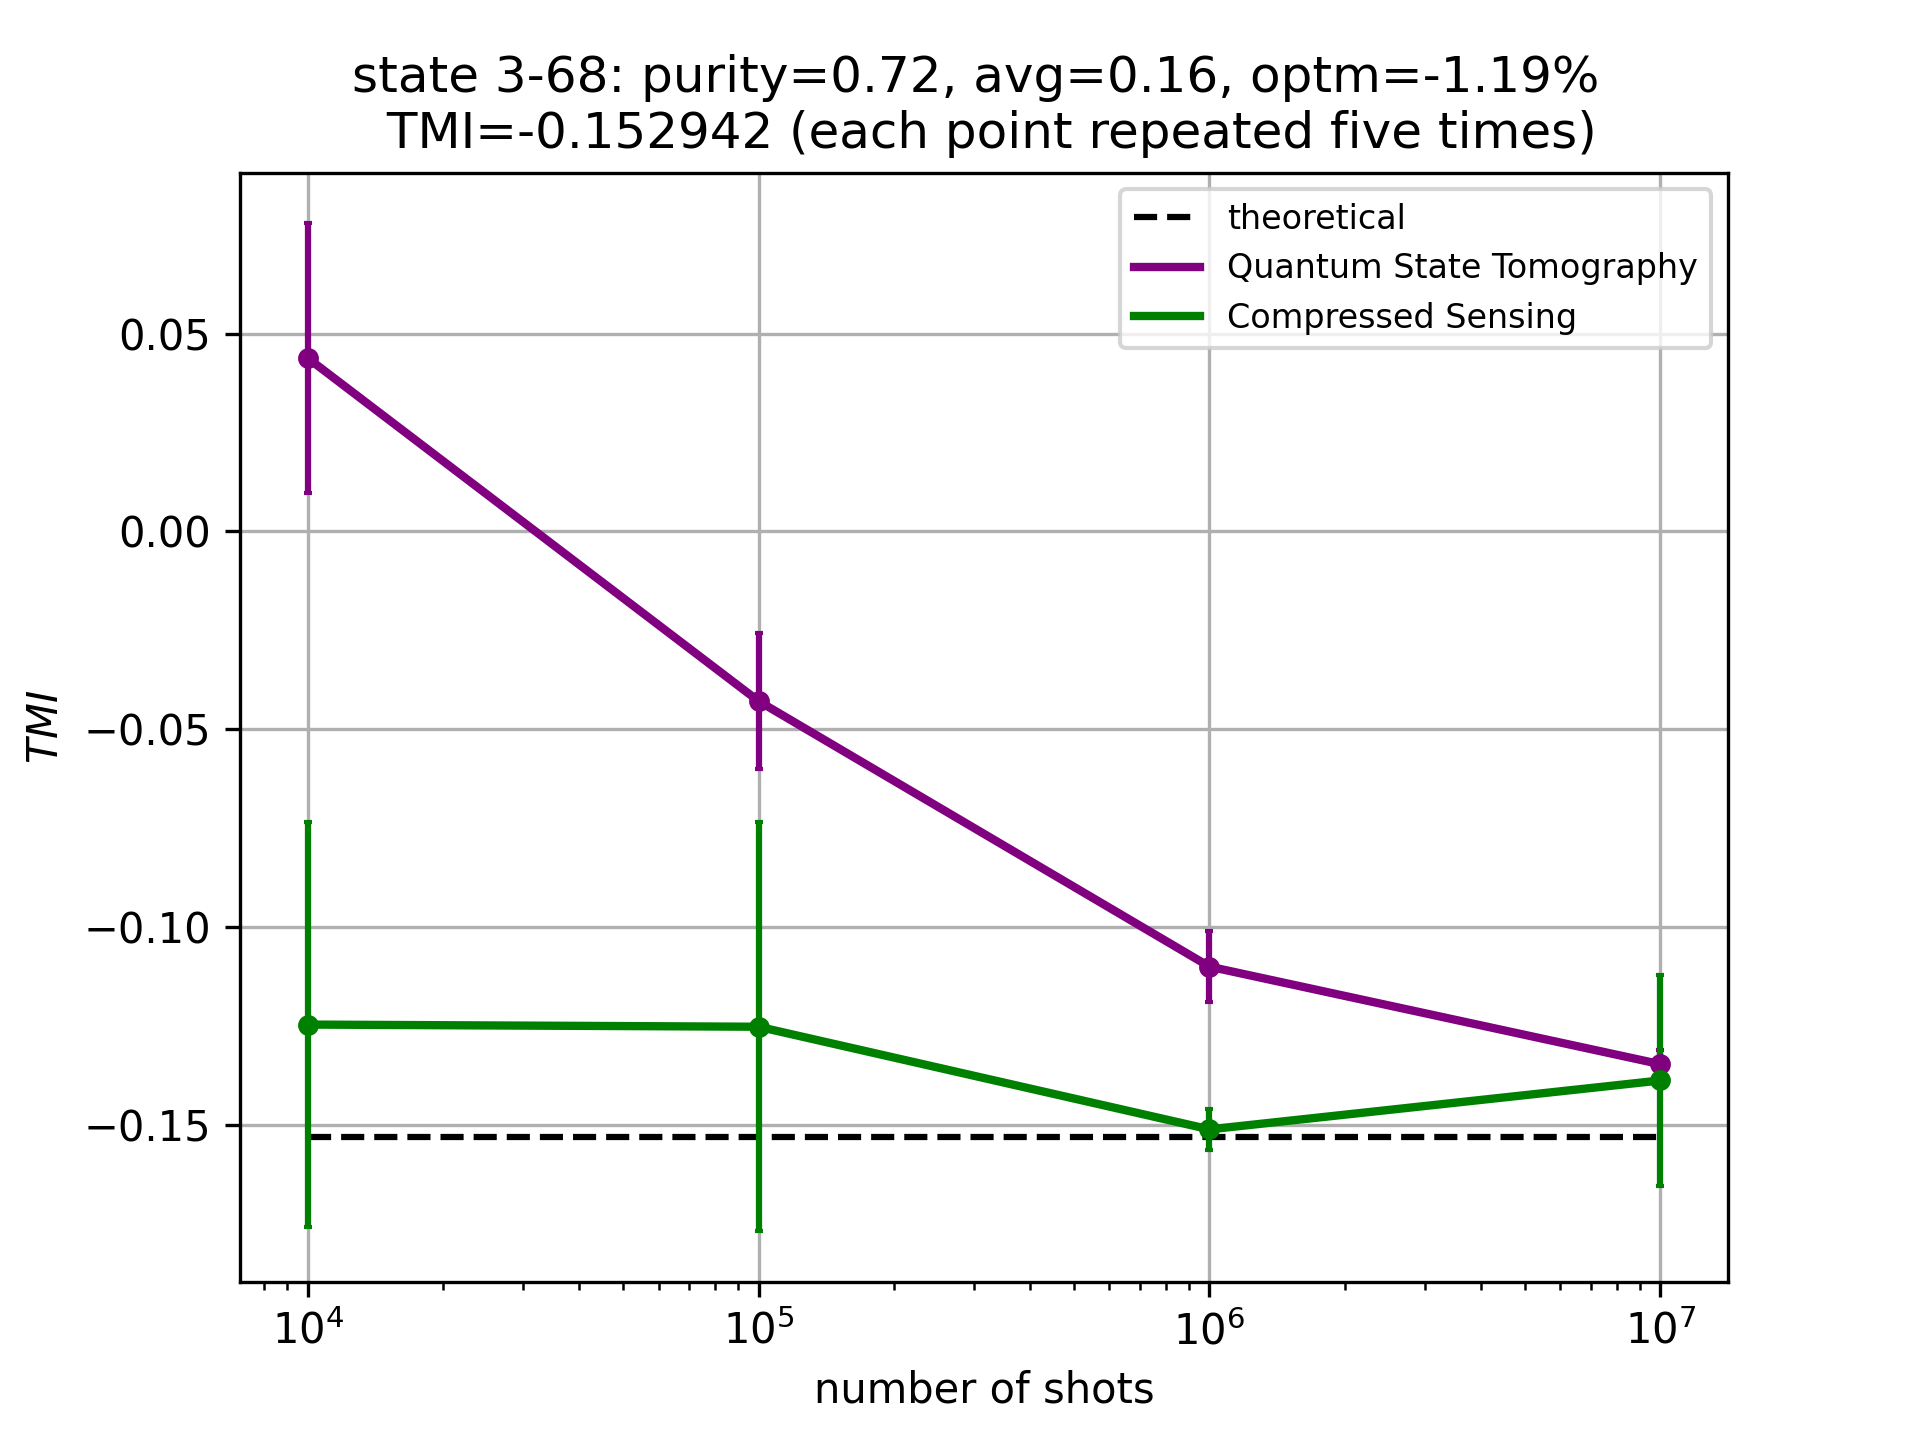 state 3-68: purity=0.72, avg=0.16, optm=-1.19%
TMI=-0.152942 (each point repeated five times)
theoretical
Quantum State Tomography
Compressed Sensing
TMI
0.05
0.00
−0.05
−0.10
−0.15
10⁴ 10⁵ 10⁶ 10⁷
number of shots